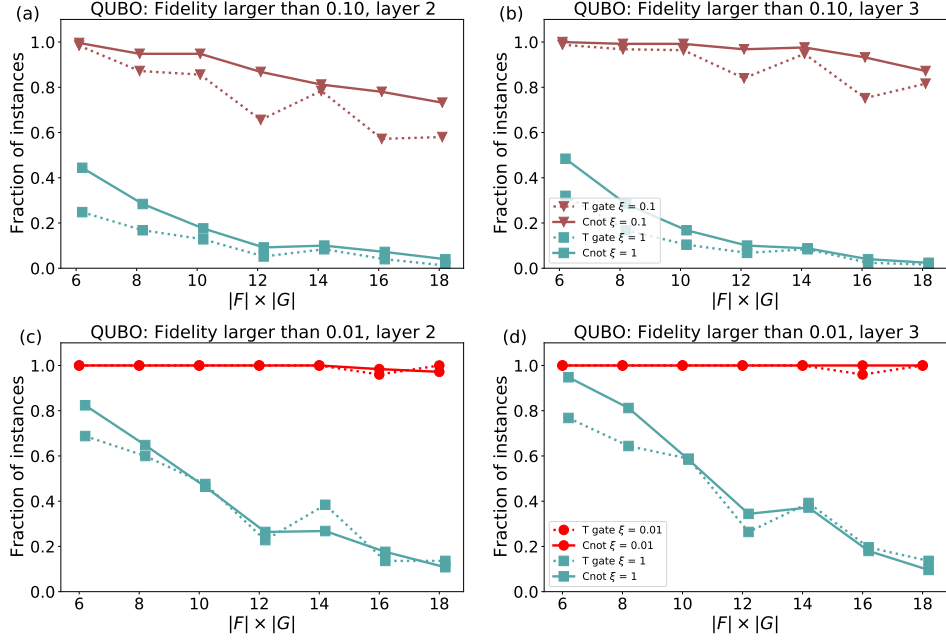 (a)
QUBO: Fidelity larger than 0.10, layer 2
Fraction of instances
1.0
0.8
0.6
0.4
0.2
0.0
6 8 10 12 14 16 18
|F| × |G|
(b)
QUBO: Fidelity larger than 0.10, layer 3
Fraction of instances
1.0
0.8
0.6
0.4
0.2
0.0
T gate ξ = 0.1
Cnot ξ = 0.1
T gate ξ = 1
Cnot ξ = 1
6 8 10 12 14 16 18
|F| × |G|
(c)
QUBO: Fidelity larger than 0.01, layer 2
Fraction of instances
1.0
0.8
0.6
0.4
0.2
0.0
6 8 10 12 14 16 18
|F| × |G|
(d)
QUBO: Fidelity larger than 0.01, layer 3
Fraction of instances
1.0
0.8
0.6
0.4
0.2
0.0
T gate ξ = 0.01
Cnot ξ = 0.01
T gate ξ = 1
Cnot ξ = 1
6 8 10 12 14 16 18
|F| × |G|